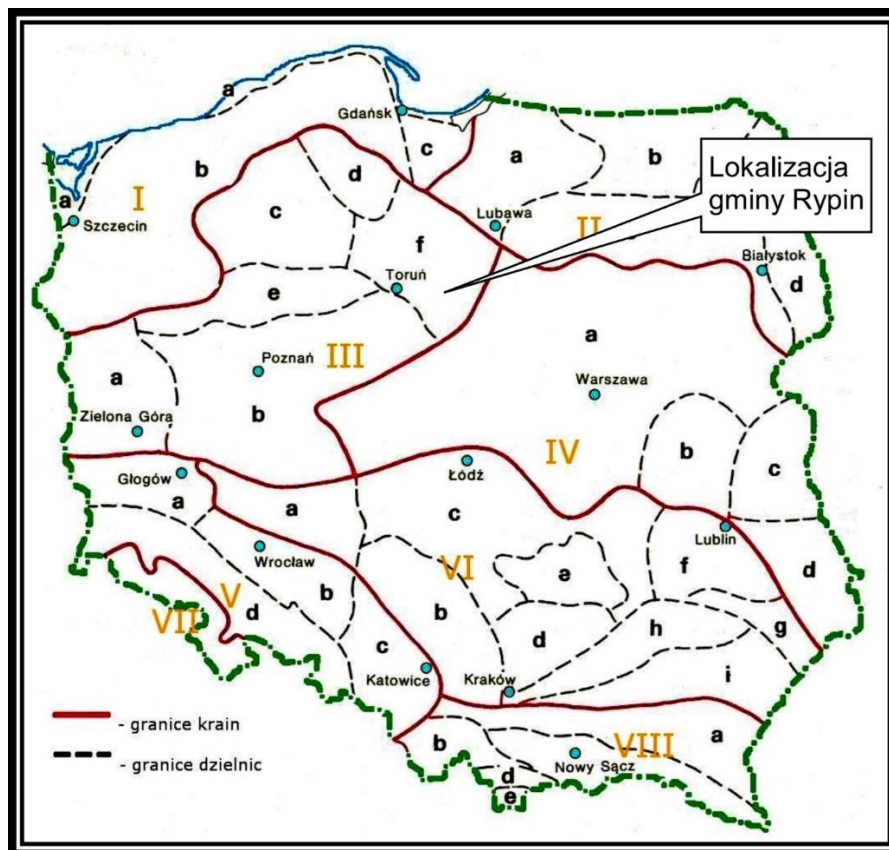 a
Gdańsk
c
a
b
b
d
Lokalizacja
gminy Rypin
a
I
c
Szczecin
Lubawa
f
II
Białystok
d
Toruń
e
a
III
Poznań
a
Warszawa
Zielona Góra
b
IV
b
c
Głogów
Łódź
a
a
c
Lublin
Wrocław
VI
e
f
d
V
b
b
VII
d
d
h
g
c
i
Katowice
Kraków
- granice krain
a
b
VIII
- granice dzielnic
Nowy Sącz
d
e